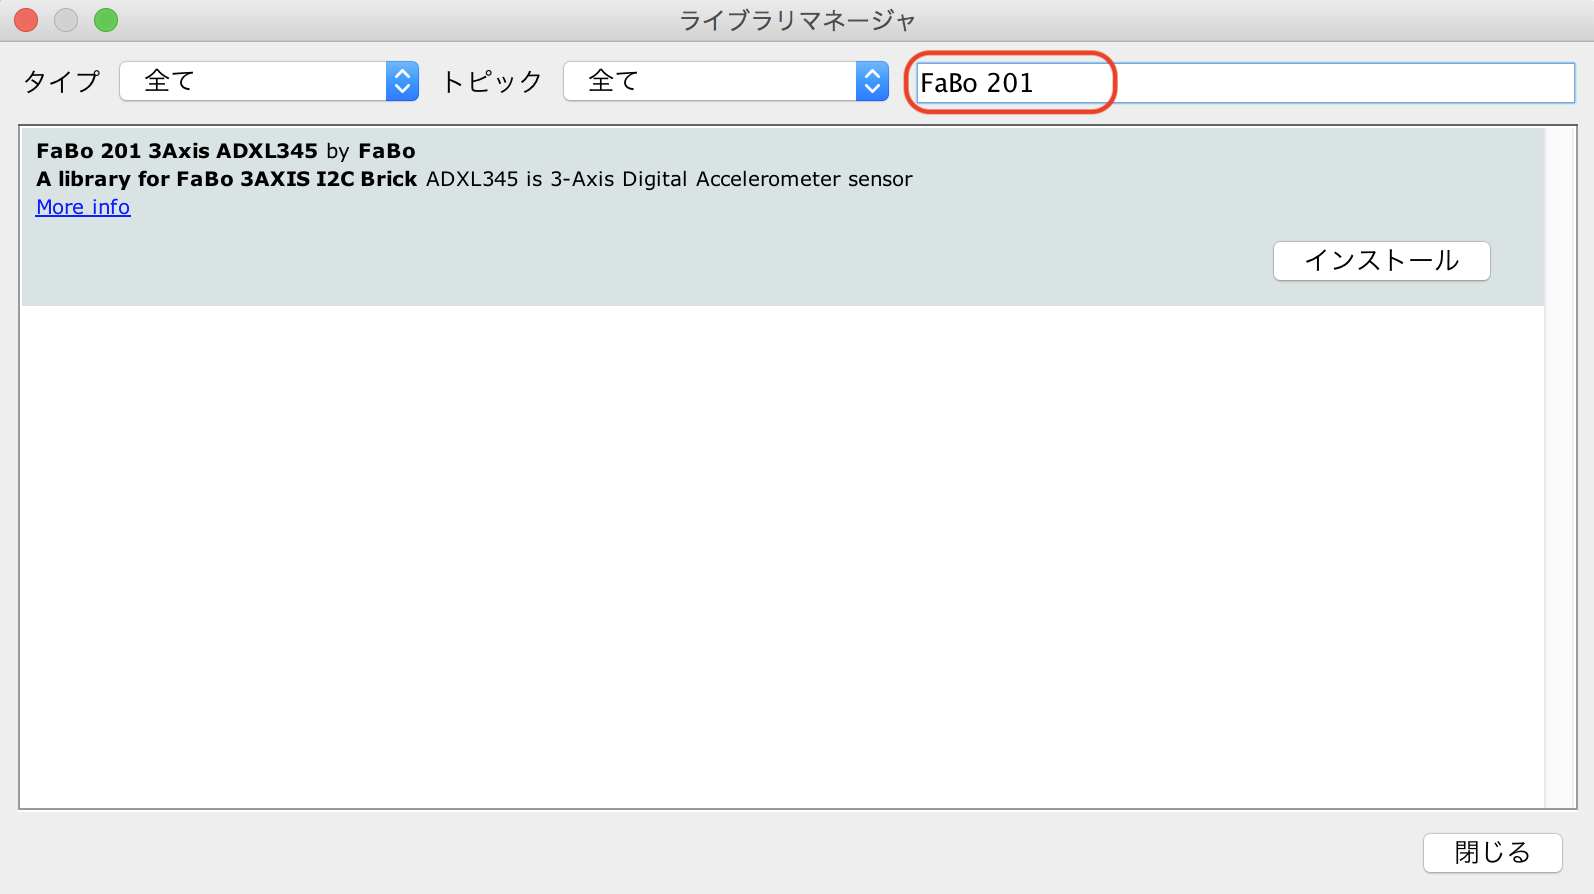 ライブラリマネージャ
タイプ 全て トピック 全て FaBo 201
FaBo 201 3Axis ADXL345 by FaBo
A library for FaBo 3AXIS I2C Brick ADXL345 is 3-Axis Digital Accelerometer sensor
More info
インストール
閉じる